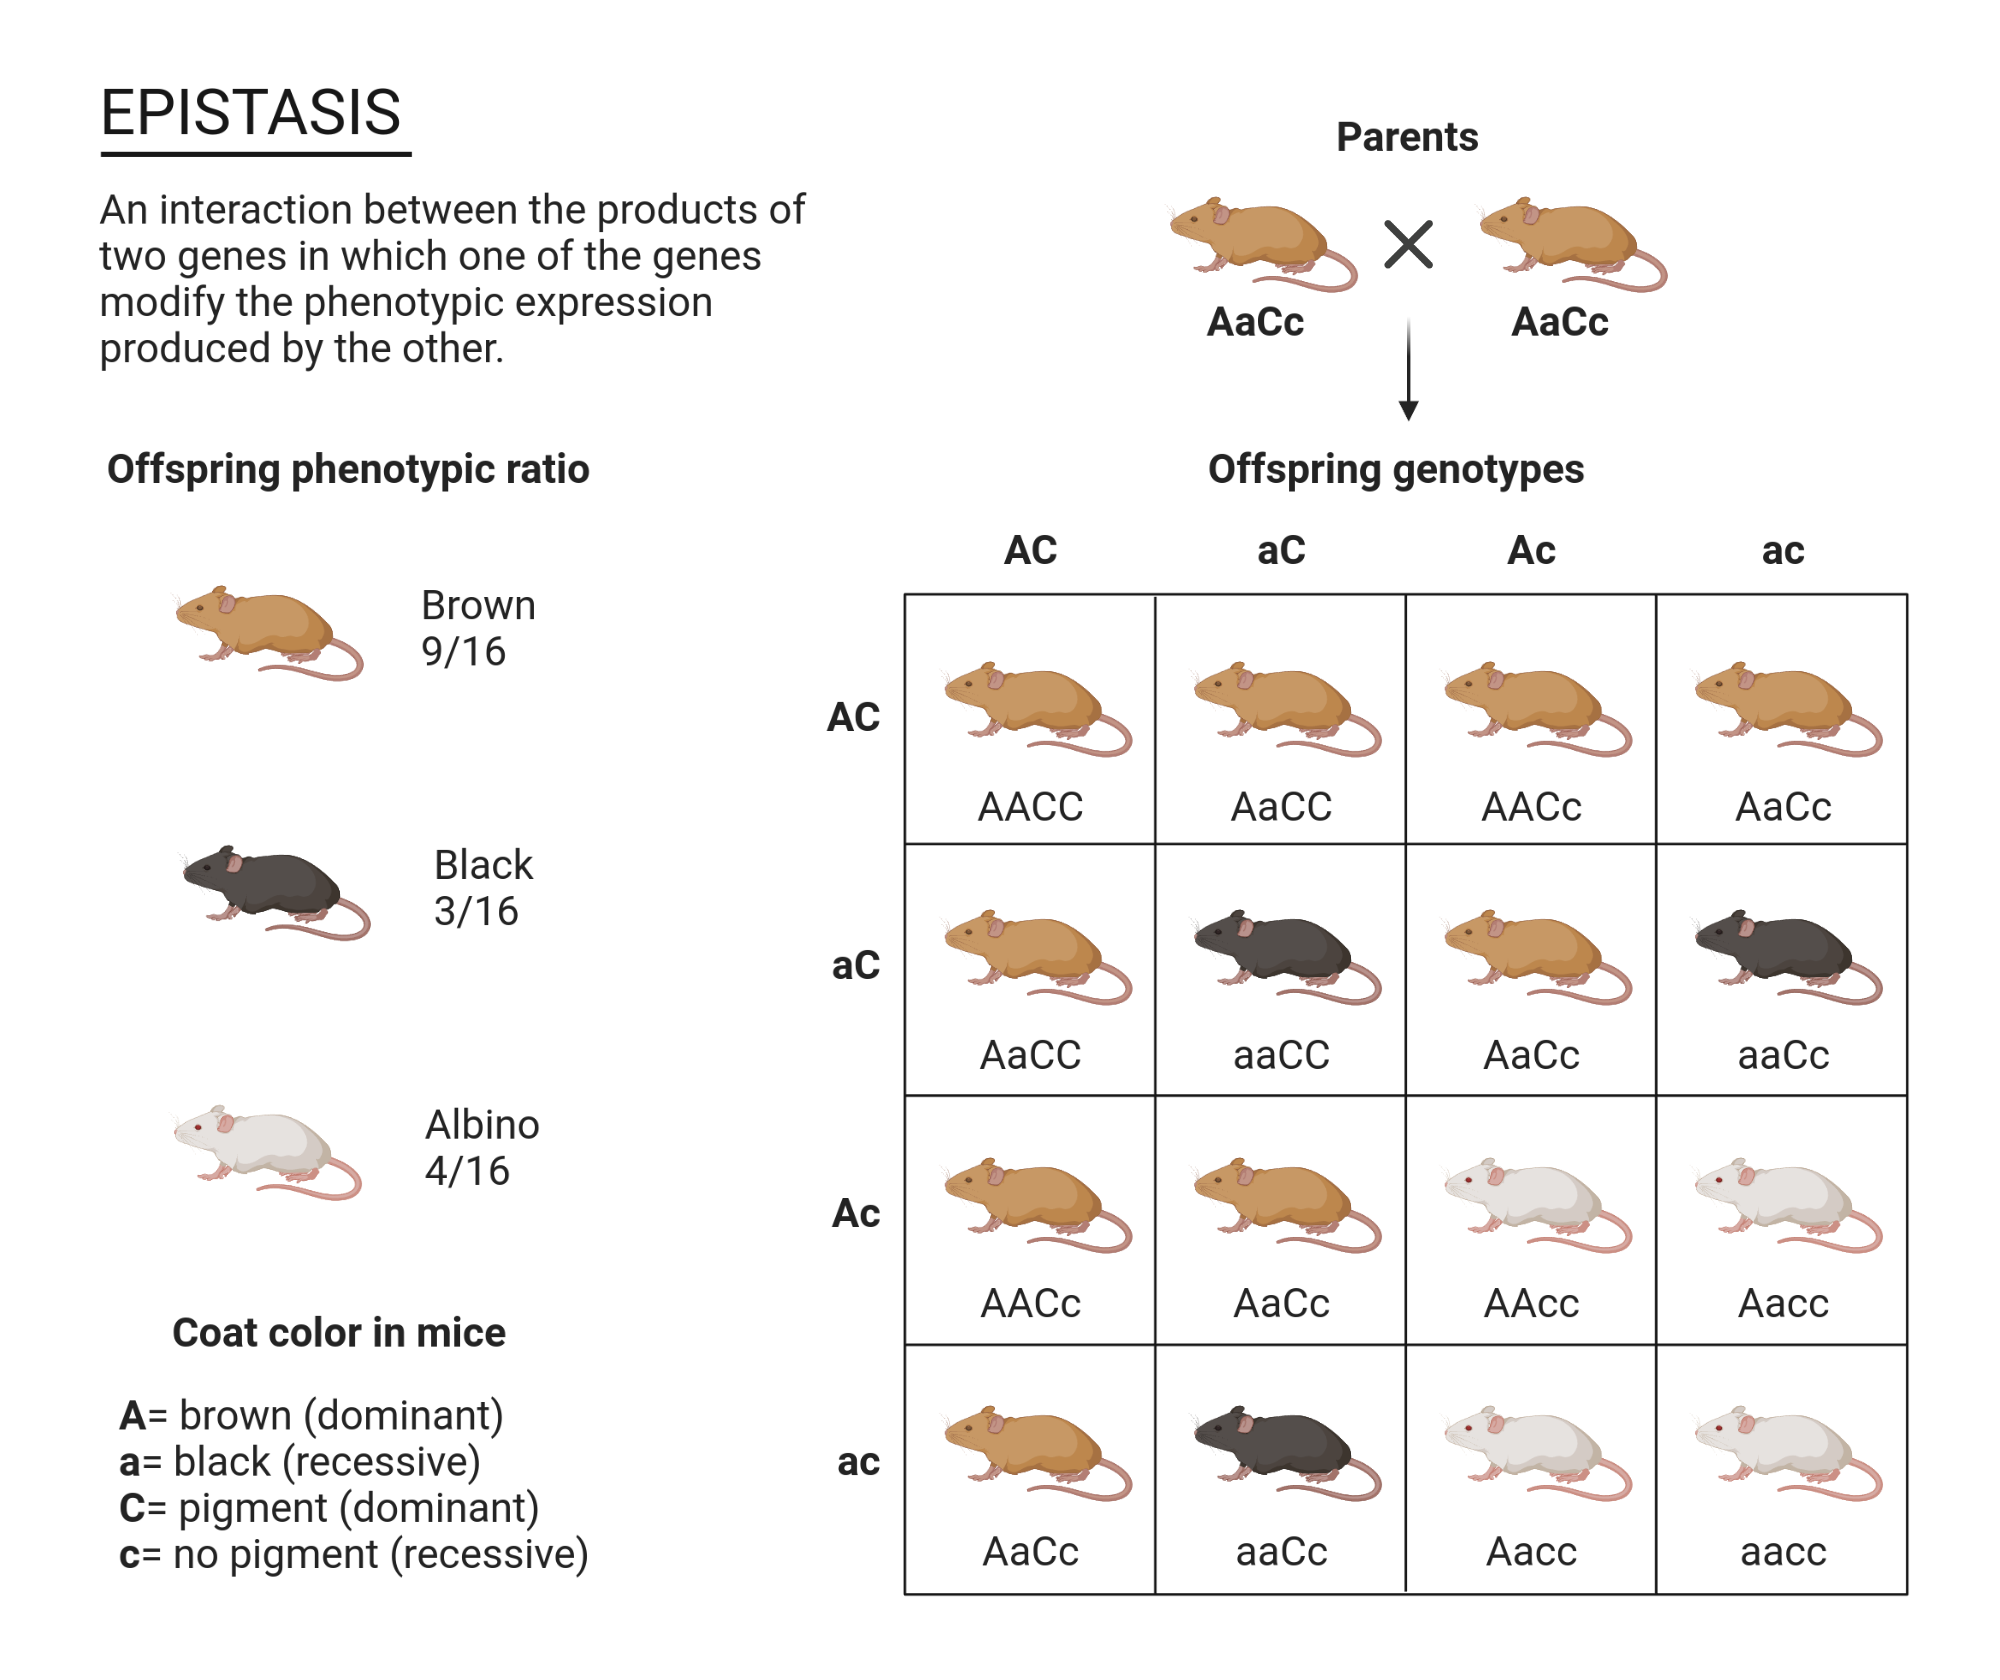 EPISTASIS
An interaction between the products of
two genes in which one of the genes
modify the phenotypic expression
produced by the other.
Offspring phenotypic ratio
Brown
9/16
Black
3/16
Albino
4/16
Coat color in mice
A= brown (dominant)
a= black (recessive)
C= pigment (dominant)
c= no pigment (recessive)
Parents
AaCc AaCc
Offspring genotypes
AC aC Ac ac
AC
AACC AaCC AACc AaCc
aC
AaCC aaCC AaCc aaCc
Ac
AACc AaCc AAcc Aacc
ac
AaCc aaCc Aacc aacc